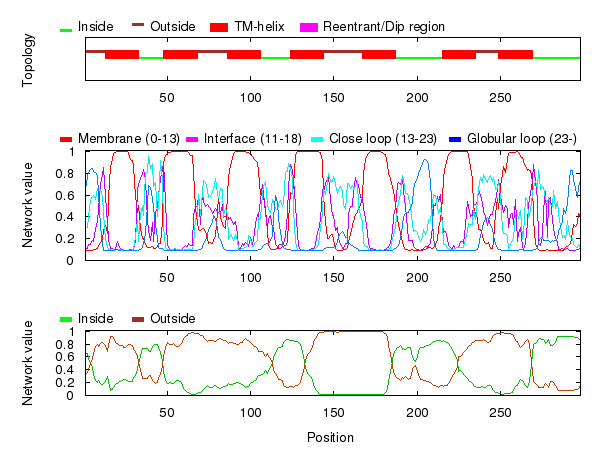 Inside Outside TM-helix Reentrant/Dip region
Topology
50 100 150 200 250
Membrane (0-13) Interface (11-18) Close loop (13-23) Globular loop (23-)
Network value
1
0.8
0.6
0.4
0.2
0
50 100 150 200 250
Inside Outside
Network value
1
0.8
0.6
0.4
0.2
0
50 100 150 200 250
Position